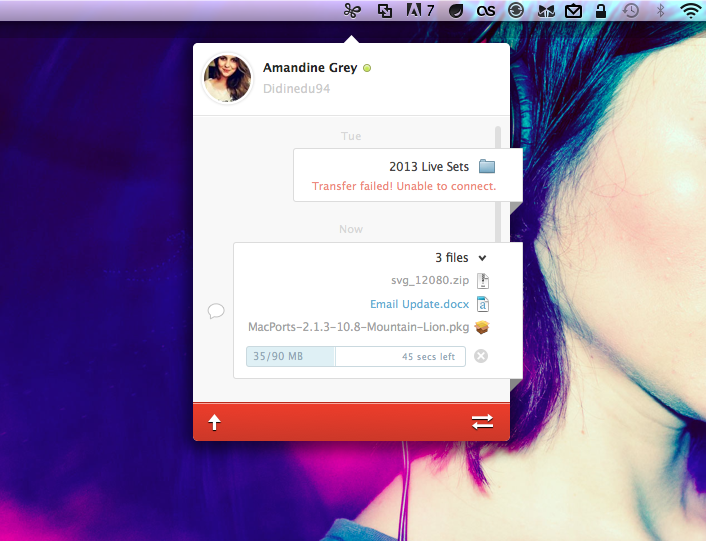 7
Amandine Grey
Didinedu94
Tue
2013 Live Sets
Transfer failed! Unable to connect.
Now
3 files
svg_12080.zip
Email Update.docx
MacPorts-2.1.3-10.8-Mountain-Lion.pkg
35/90 MB 45 secs left